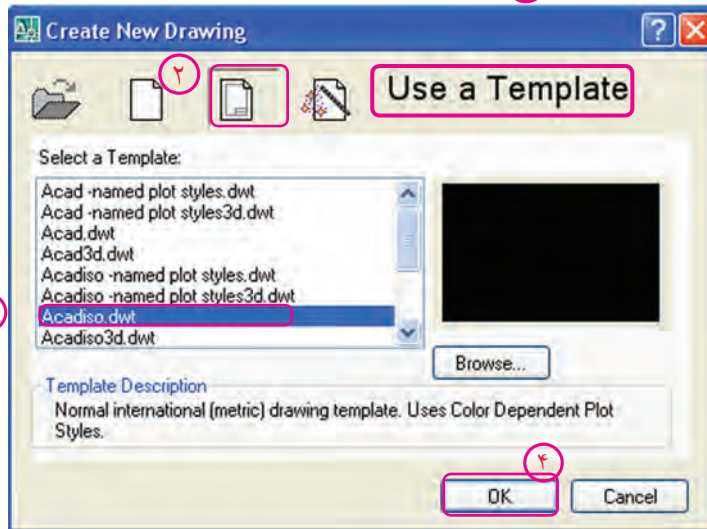 Create New Drawing
۲
Use a Template
Select a Template:
Acad -named plot styles.dwt
Acad -named plot styles3d.dwt
Acad.dwt
Acad3d.dwt
Acadiso -named plot styles.dwt
Acadiso -named plot styles3d.dwt
Acadiso.dwt
Acadiso3d.dwt
Browse...
Template Description
Normal international (metric) drawing template. Uses Color Dependent Plot
Styles.
۴
OK
Cancel